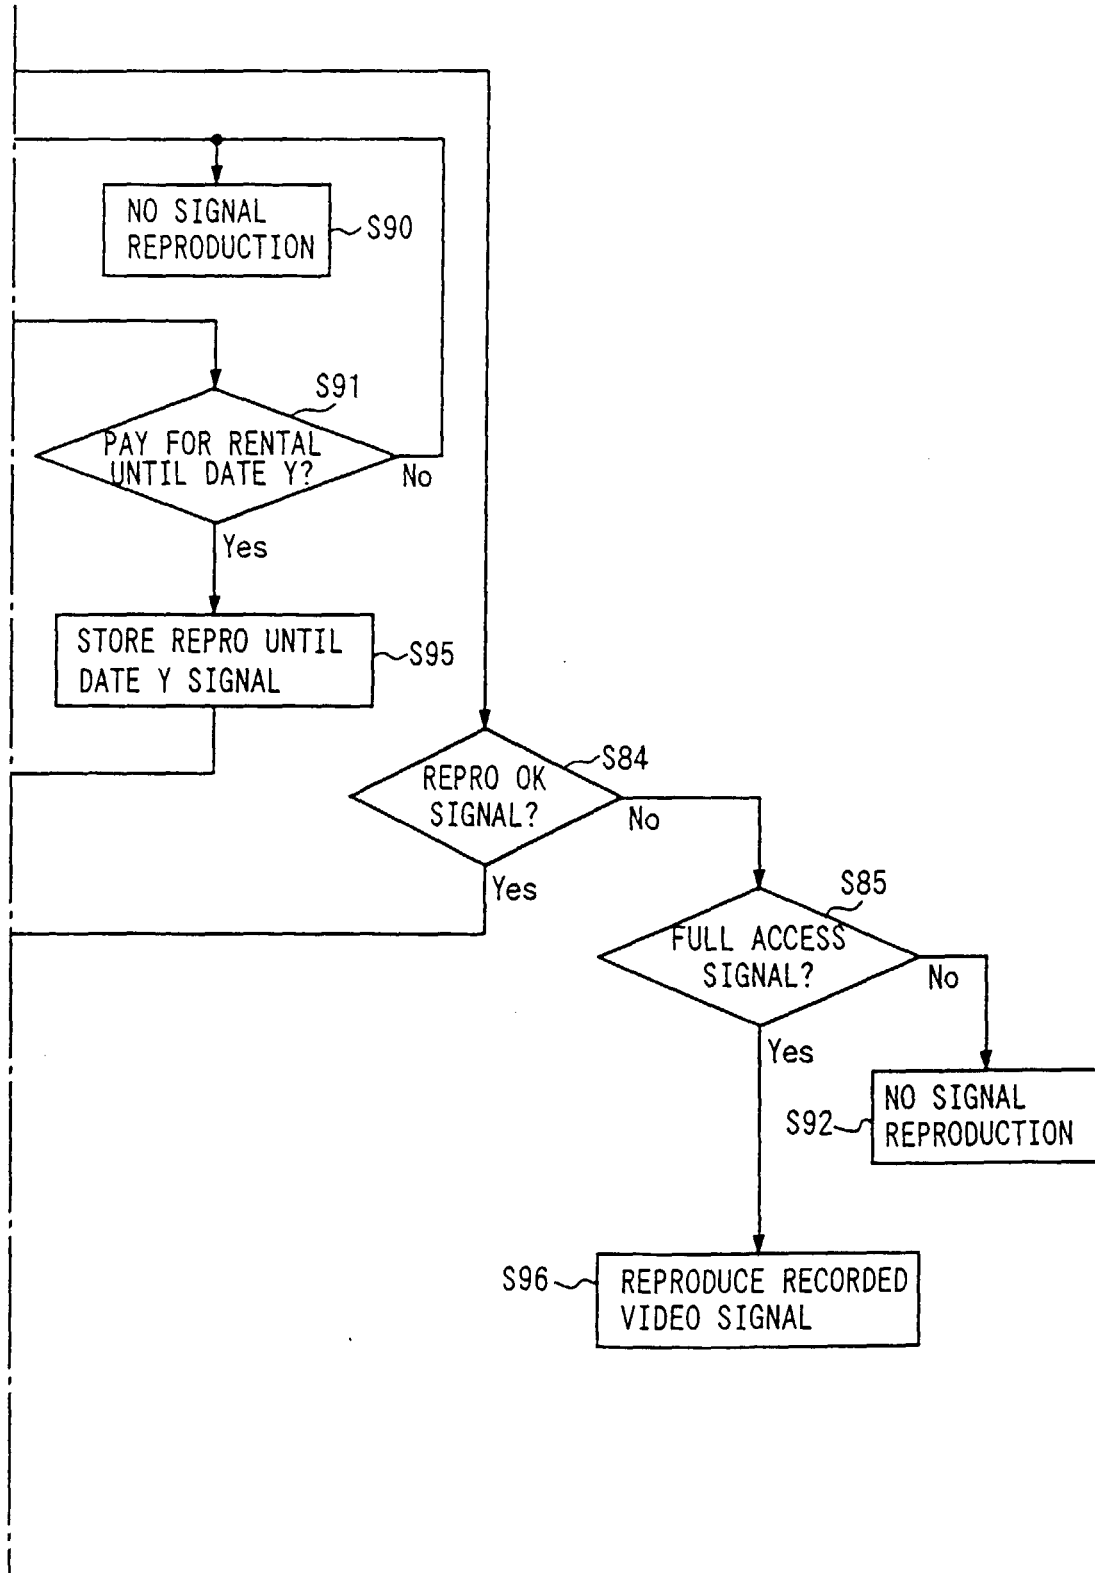 NO SIGNAL
REPRODUCTION
S90
S91
PAY FOR RENTAL
UNTIL DATE Y?
No
Yes
STORE REPRO UNTIL
DATE Y SIGNAL
S95
S84
REPRO OK
SIGNAL?
No
Yes
S85
FULL ACCESS
SIGNAL?
No
Yes
NO SIGNAL
REPRODUCTION
S92
S96
REPRODUCE RECORDED
VIDEO SIGNAL